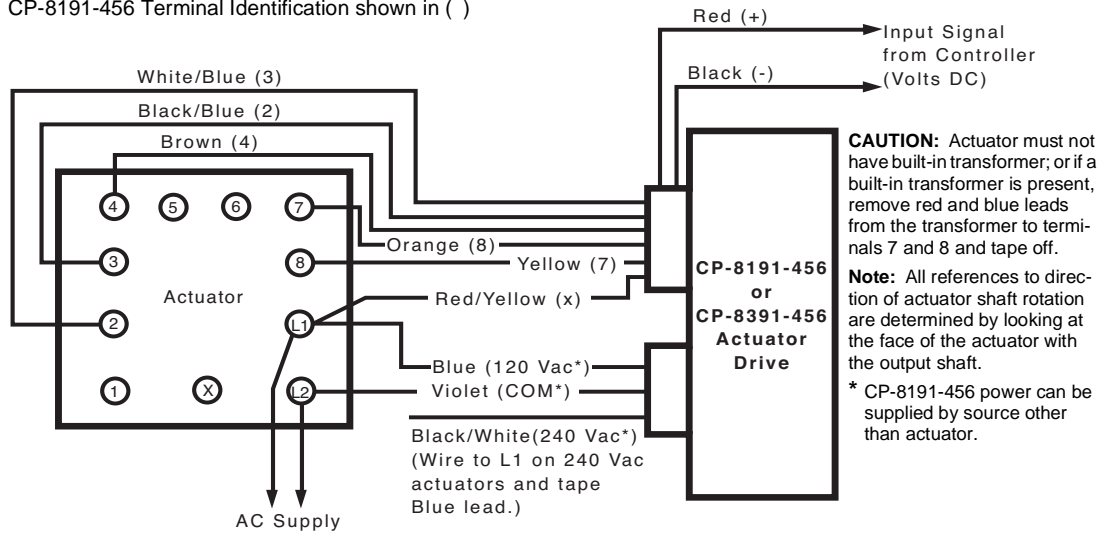 CP-8191-456 Terminal Identification shown in ( )
Red (+)
Input Signal
from Controller
(Volts DC)
Black (-)
White/Blue (3)
Black/Blue (2)
Brown (4)
4 5 6 7
3 8
Actuator
2 L1
1 X L2
Orange (8)
Yellow (7)
Red/Yellow (x)
Blue (120 Vac*)
Violet (COM*)
Black/White(240 Vac*)
(Wire to L1 on 240 Vac
actuators and tape
Blue lead.)
AC Supply
CP-8191-456
or
CP-8391-456
Actuator
Drive
CAUTION: Actuator must not
have built-in transformer; or if a
built-in transformer is present,
remove red and blue leads
from the transformer to termi-
nals 7 and 8 and tape off.
Note: All references to direc-
tion of actuator shaft rotation
are determined by looking at
the face of the actuator with
the output shaft.
* CP-8191-456 power can be
supplied by source other
than actuator.